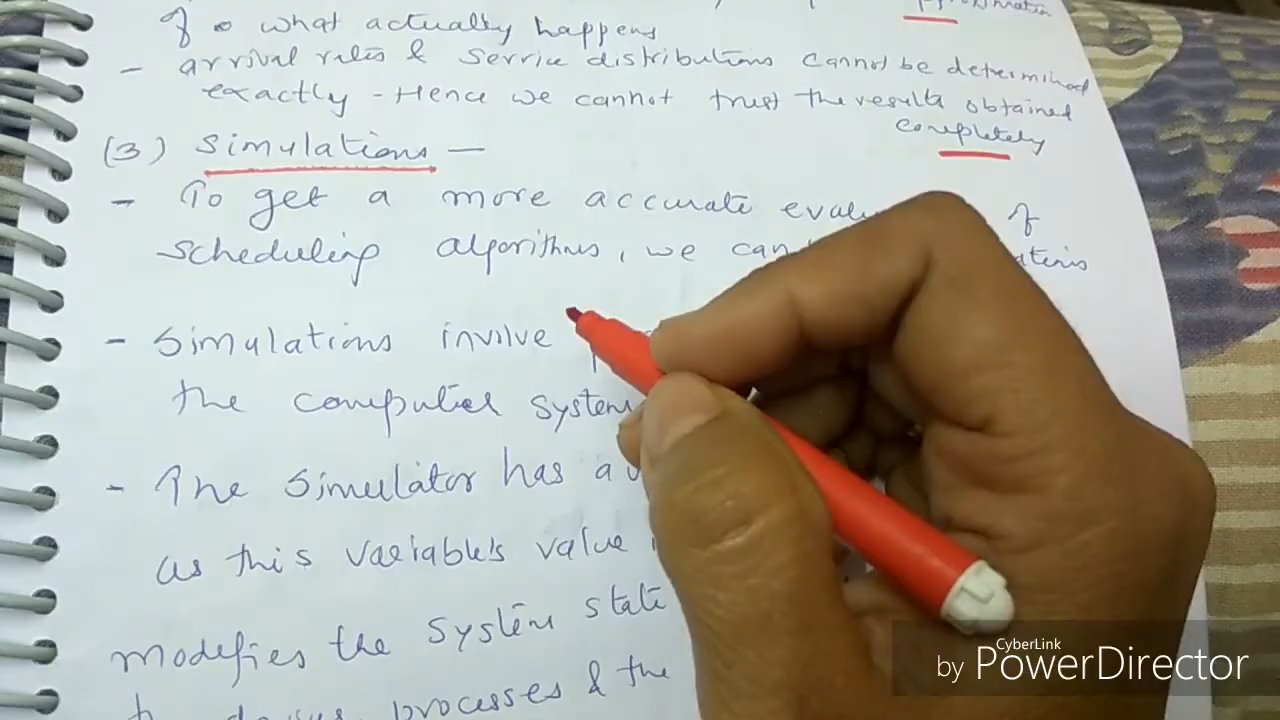 of what actually happens
- arrival rates & service distributions cannot be determined
exactly - Hence we cannot trust the results obtained
completely
(3) Simulations -
- To get a more accurate of
scheduling algorithms, we can
- Simulations involve
the computer system
- The simulator has a
as this variable's value
modifies the system state
processes & the
CyberLink
by PowerDirector